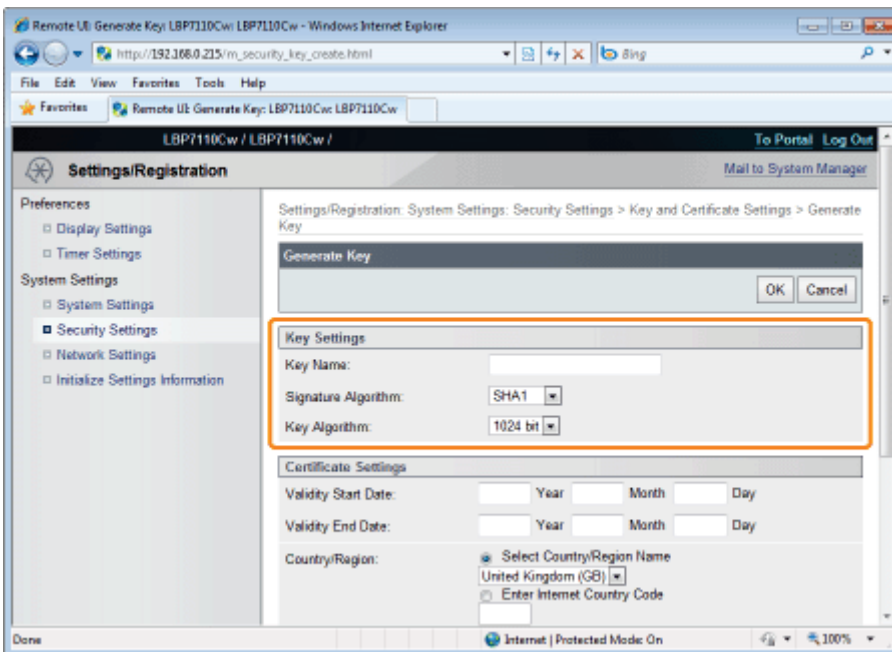 Remote UI: Generate Key: LBP7110Cw: LBP7110Cw - Windows Internet Explorer
http://192.168.0.215/m_security_key_create.html
Bing
File Edit View Favorites Tools Help
Favorites Remote UI: Generate Key: LBP7110Cw: LBP7110Cw
LBP7110Cw / LBP7110Cw / To Portal Log Out
Settings/Registration Mail to System Manager
Preferences
Display Settings
Timer Settings
System Settings
System Settings
Security Settings
Network Settings
Initialize Settings Information
Settings/Registration: System Settings: Security Settings > Key and Certificate Settings > Generate
Key
Generate Key
OK Cancel
Key Settings
Key Name:
Signature Algorithm: SHA1
Key Algorithm: 1024 bit
Certificate Settings
Validity Start Date: Year Month Day
Validity End Date: Year Month Day
Country/Region: Select Country/Region Name
United Kingdom (GB)
Enter Internet Country Code
Done Internet | Protected Mode: On 100%